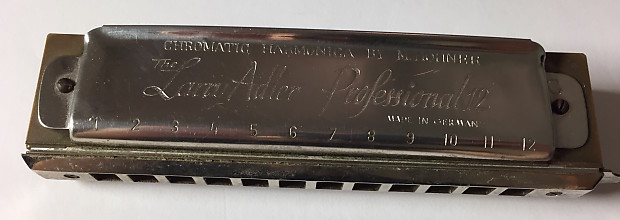 CHROMATIC HARMONICA BY M. HOHNER
The Larry Adler Professional 12
MADE IN GERMANY
1 2 3 4 5 6 7 8 9 10 11 12